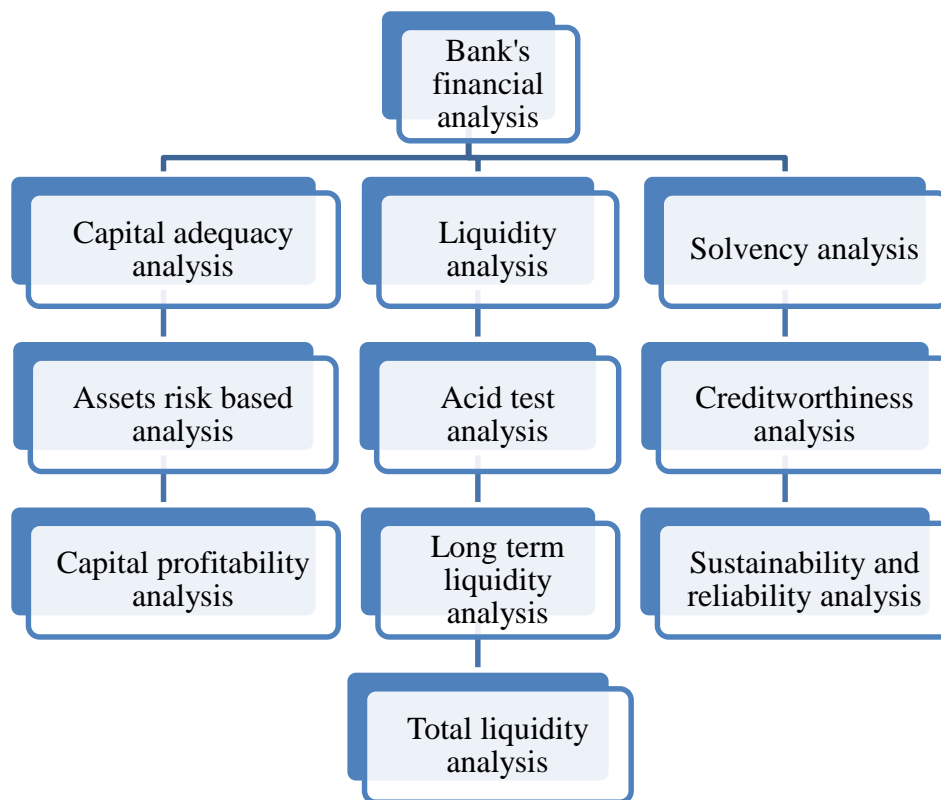 Bank's
financial
analysis
Capital adequacy
analysis
Liquidity
analysis
Solvency analysis
Assets risk based
analysis
Acid test
analysis
Creditworthiness
analysis
Capital profitability
analysis
Long term
liquidity
analysis
Sustainability and
reliability analysis
Total liquidity
analysis